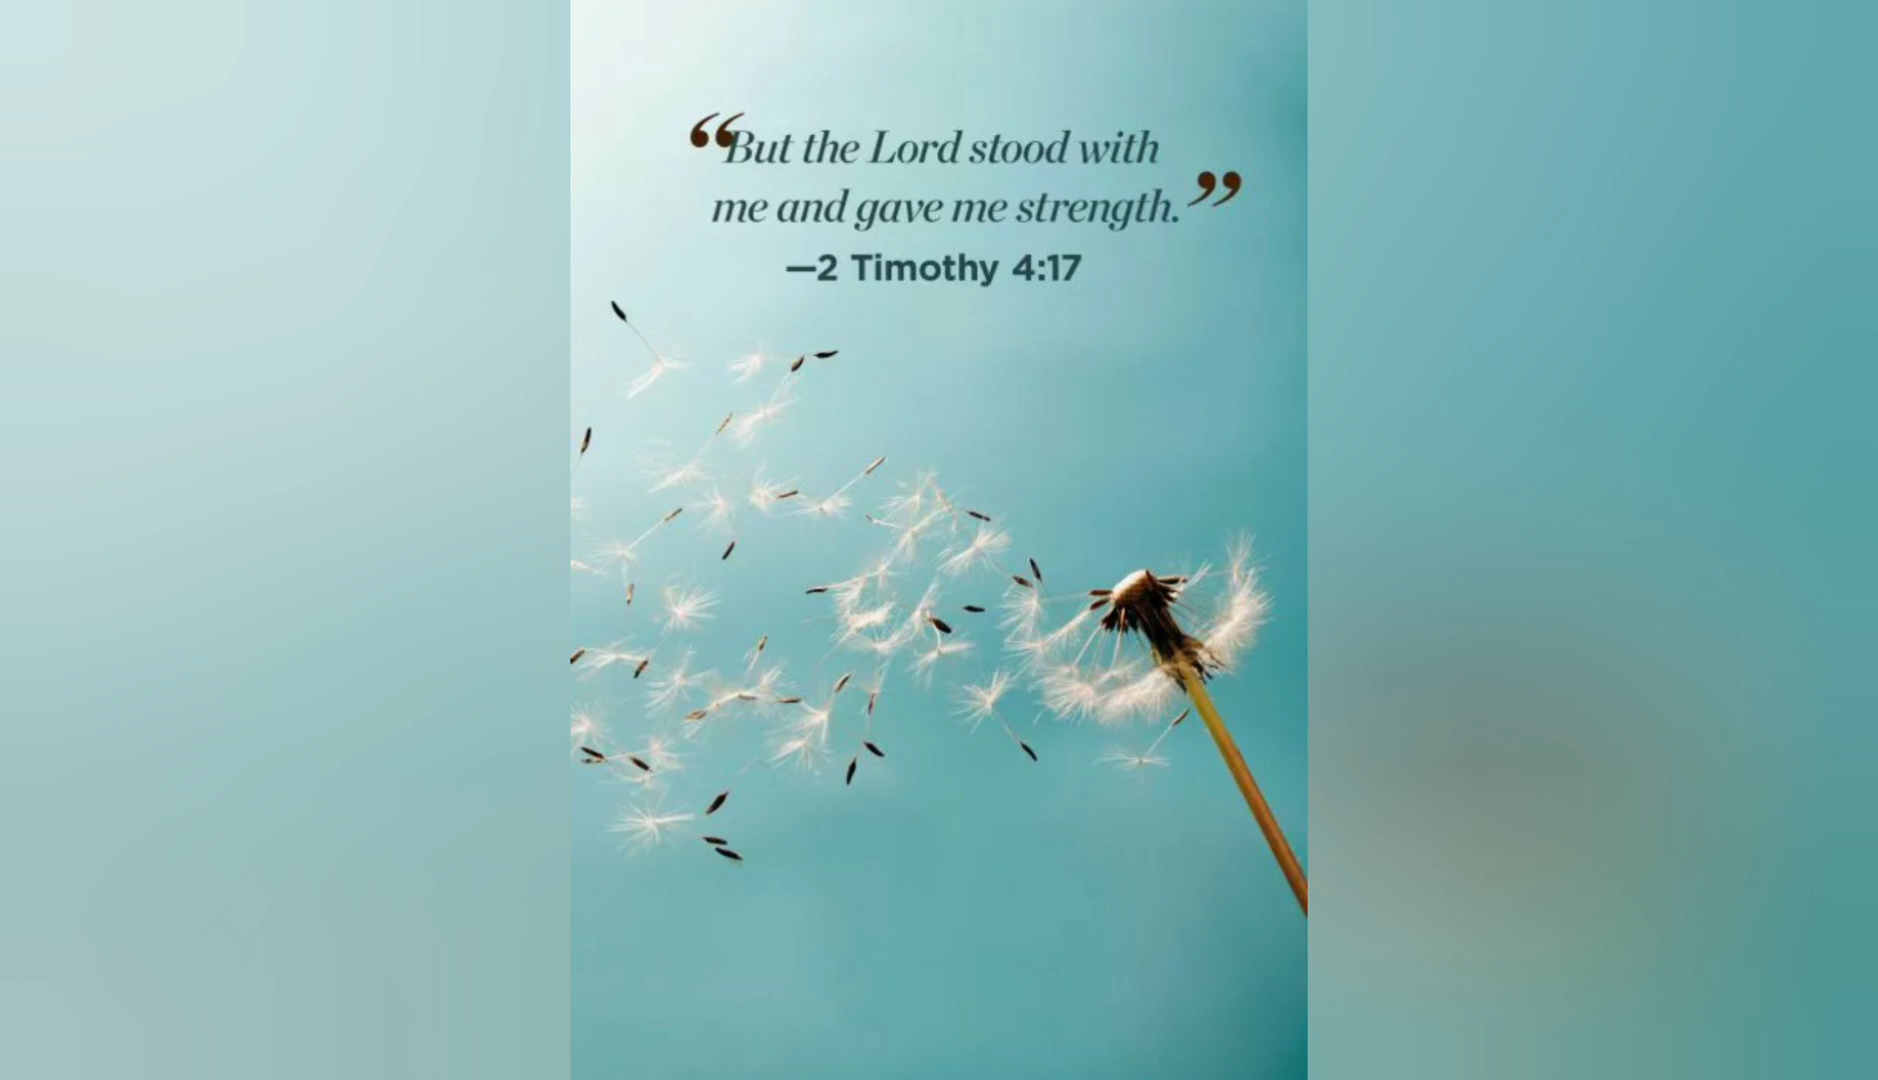 “But the Lord stood with
me and gave me strength.”
—2 Timothy 4:17